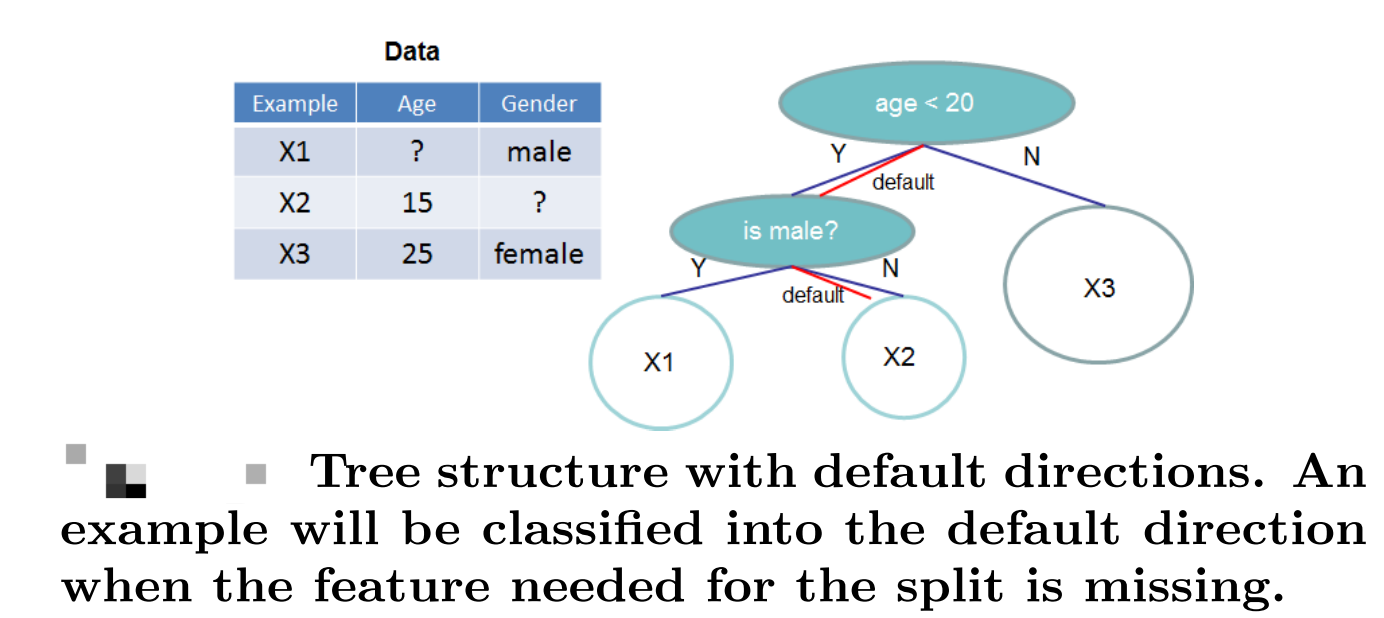 Data
Example Age Gender
X1 ? male
X2 15 ?
X3 25 female
age < 20
Y
default
N
is male?
Y
default
N
X1
X2
X3
Tree structure with default directions. An
example will be classified into the default direction
when the feature needed for the split is missing.